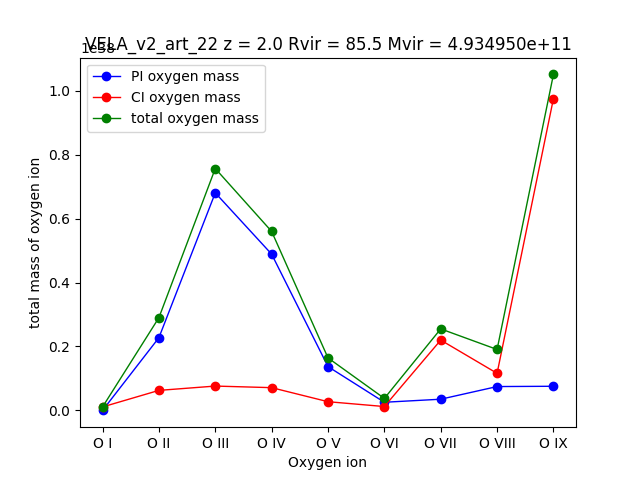 VELA_v2_art_22 z = 2.0 Rvir = 85.5 Mvir = 4.934950e+11
1e58
PI oxygen mass
CI oxygen mass
total oxygen mass
total mass of oxygen ion
1.0
0.8
0.6
0.4
0.2
0.0
O I O II O III O IV O V O VI O VII O VIII O IX
Oxygen ion